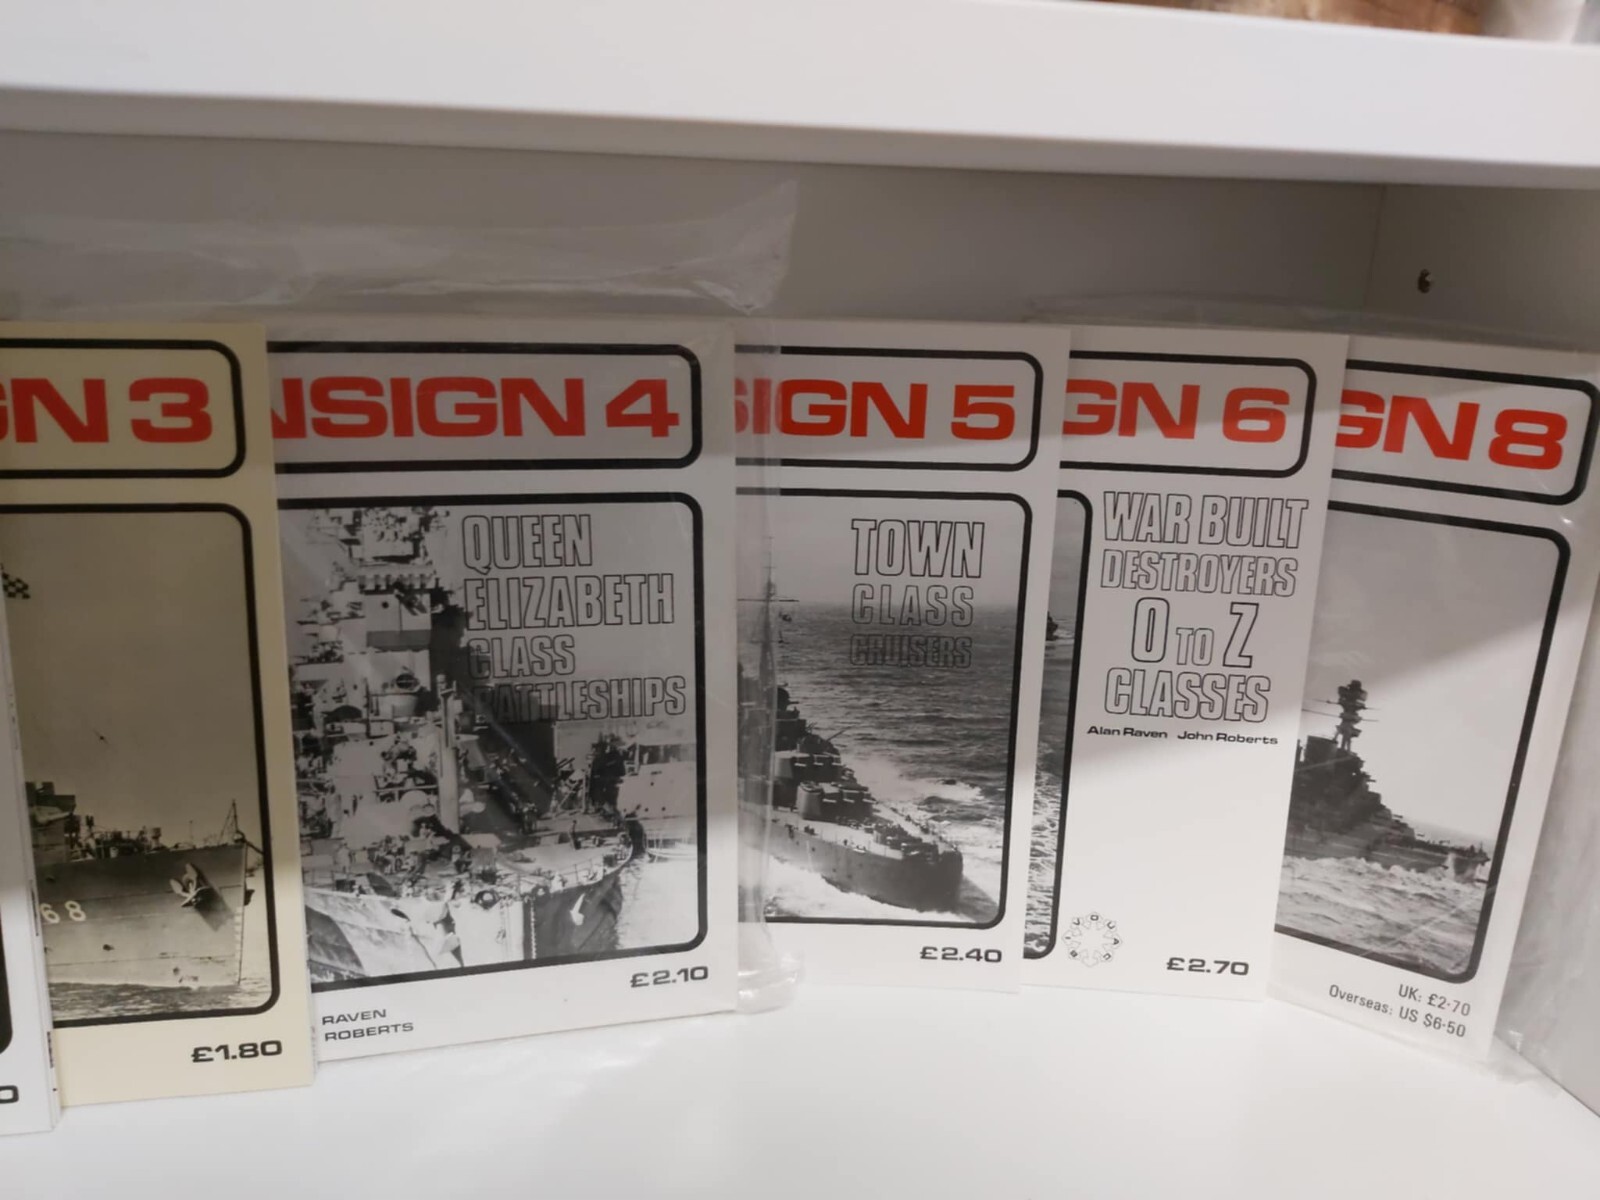 GN 3
68
£1.80
0
NSIGN 4
QUEEN
ELIZABETH
CLASS
BATTLESHIPS
£2.10
RAVEN
ROBERTS
SIGN 5
TOWN
CLASS
CRUISERS
£2.40
GN 6
WAR BUILT
DESTROYERS
O TO Z
CLASSES
Alan Raven John Roberts
£2.70
GN 8
UK: £2·70
Overseas: US $6·50